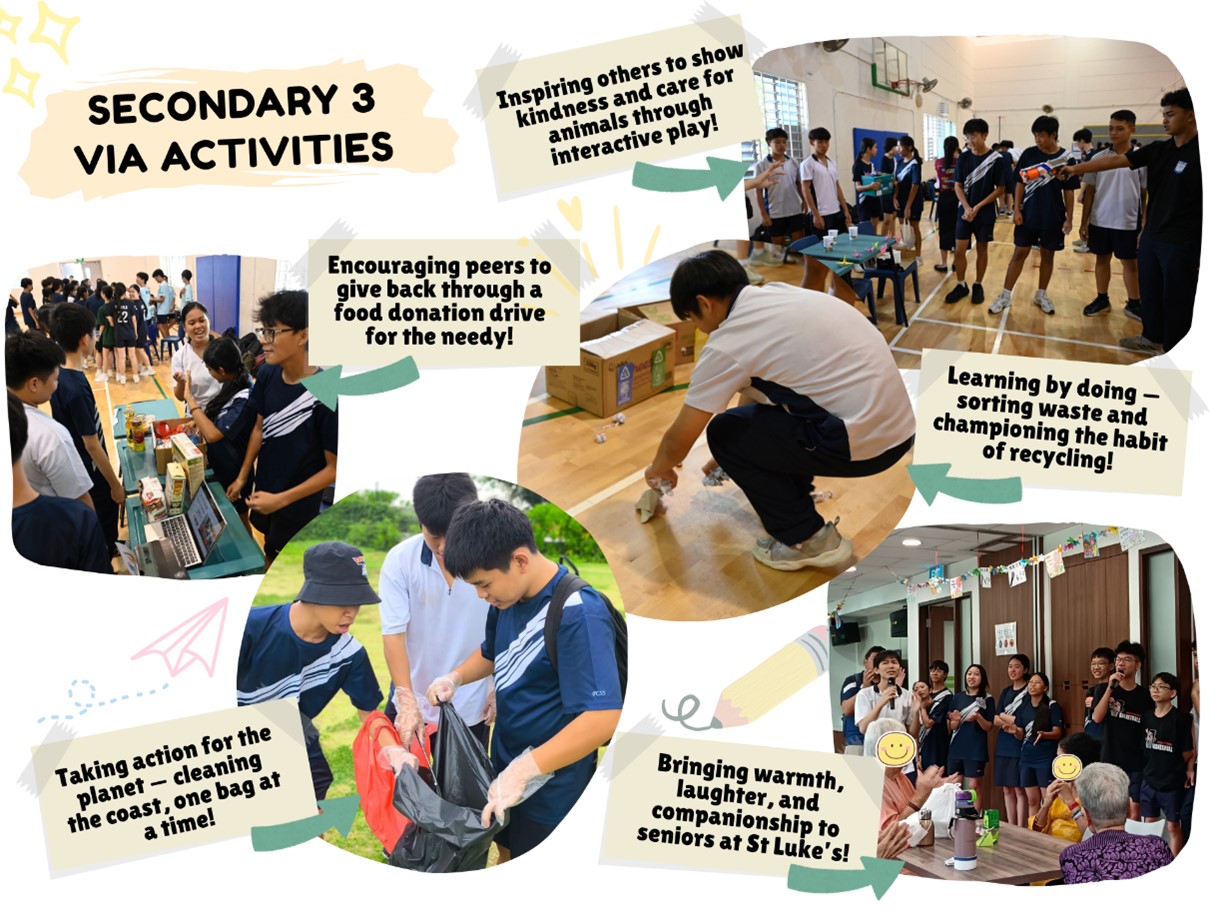 SECONDARY 3
VIA ACTIVITIES
Inspiring others to show
kindness and care for
animals through
interactive play!
Encouraging peers to
give back through a
food donation drive
for the needy!
22
Learning by doing –
sorting waste and
championing the habit
of recycling!
Taking action for the
planet – cleaning
the coast, one bag at
a time!
Bringing warmth,
laughter, and
companionship to
seniors at St Luke's!